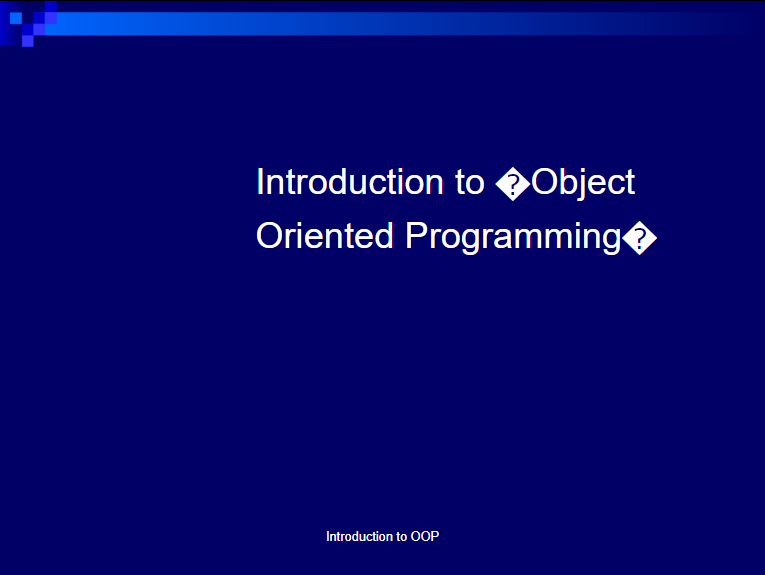 Introduction to �Object
Oriented Programming�
Introduction to OOP